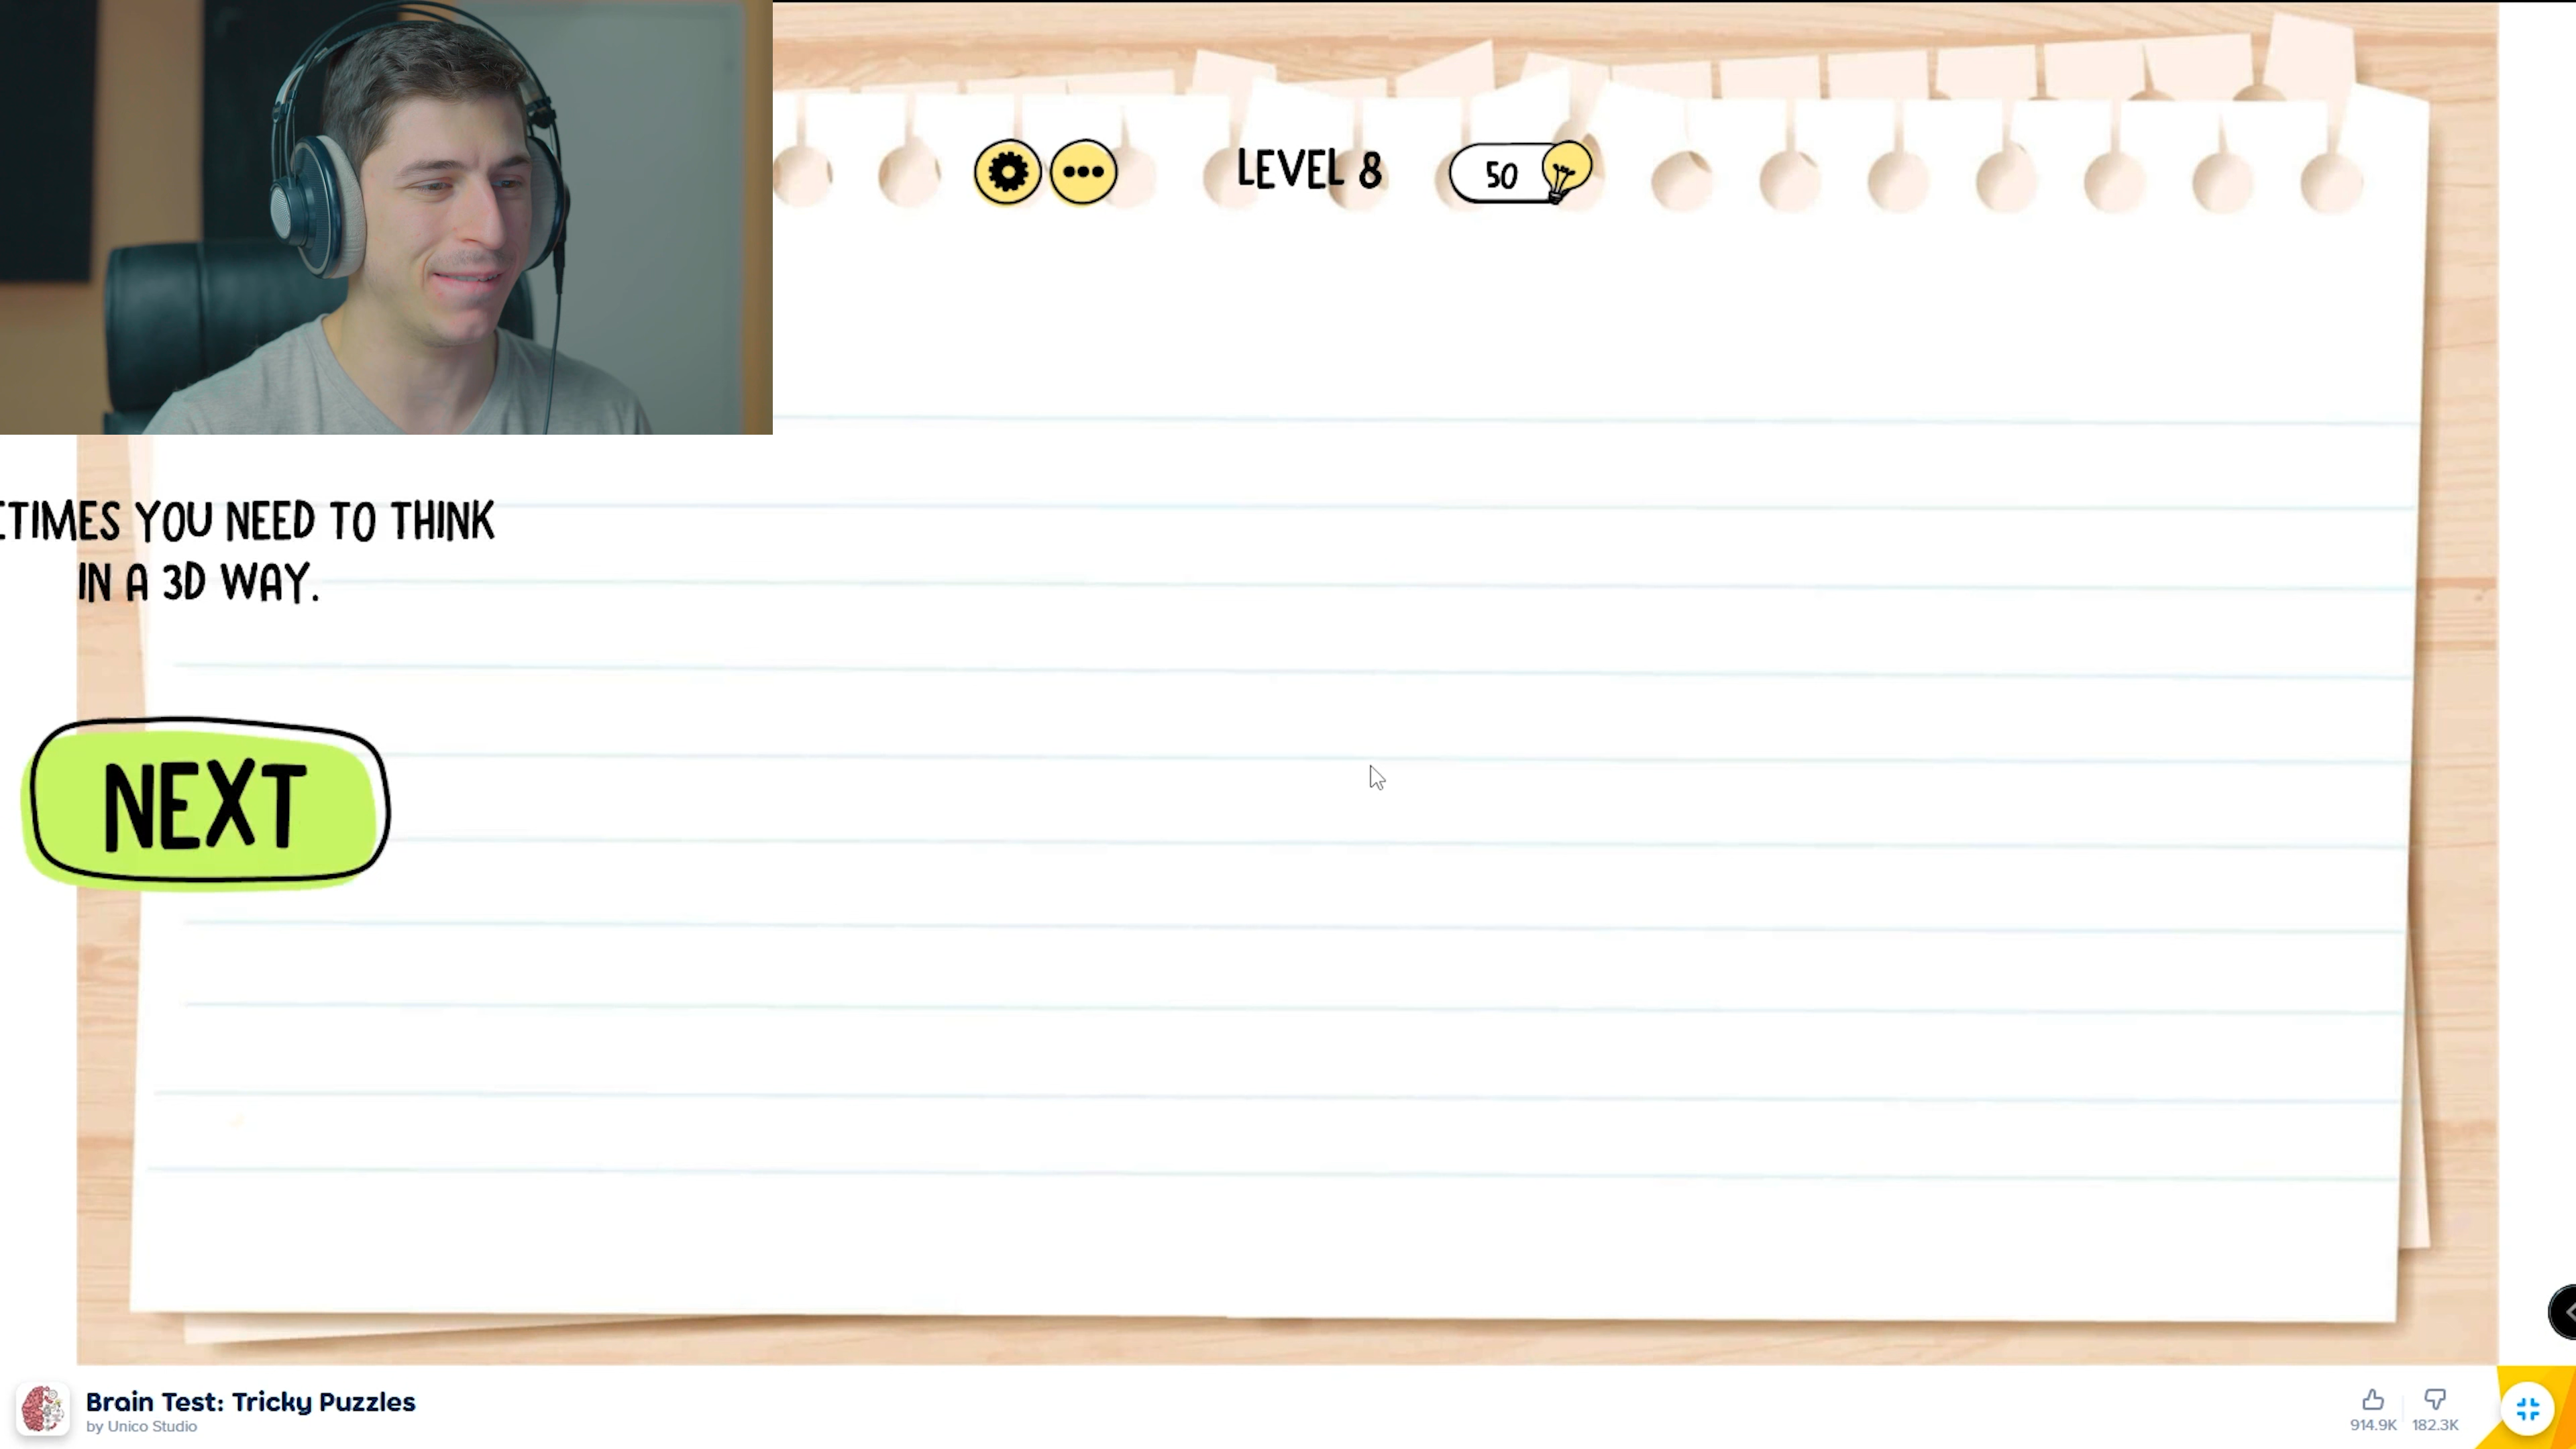 LEVEL 8
50
ETIMES YOU NEED TO THINK
IN A 3D WAY.
NEXT
Brain Test: Tricky Puzzles
by Unico Studio
914.9K
182.3K